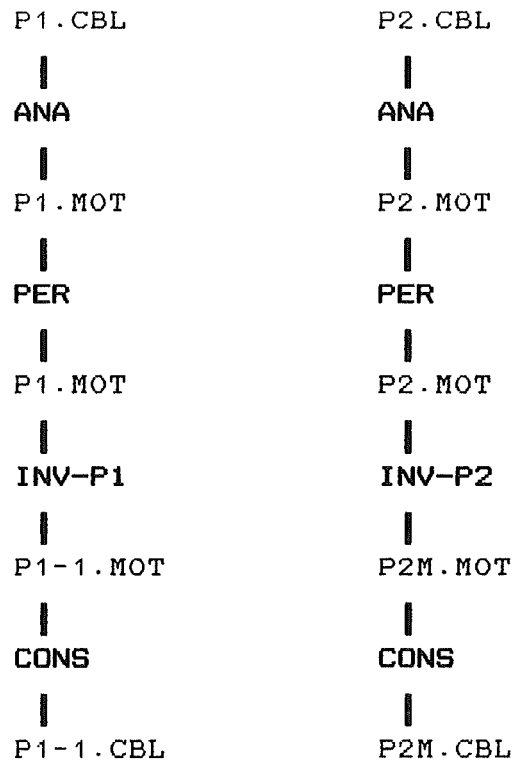 P1.CBL P2.CBL
ANA ANA
P1.MOT P2.MOT
PER PER
P1.MOT P2.MOT
INV-P1 INV-P2
P1-1.MOT P2M.MOT
CONS CONS
P1-1.CBL P2M.CBL